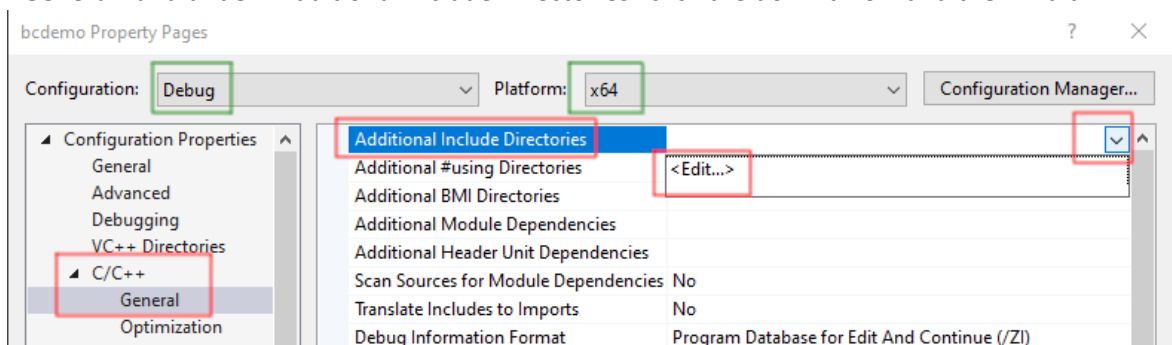 bcdemo Property Pages ?
Configuration: Debug Platform: x64 Configuration Manager...
Configuration Properties
General
Advanced
Debugging
VC++ Directories
C/C++
General
Optimization
Additional Include Directories
Additional #using Directories <Edit...>
Additional BMI Directories
Additional Module Dependencies
Additional Header Unit Dependencies
Scan Sources for Module Dependencies No
Translate Includes to Imports No
Debug Information Format Program Database for Edit And Continue (/ZI)